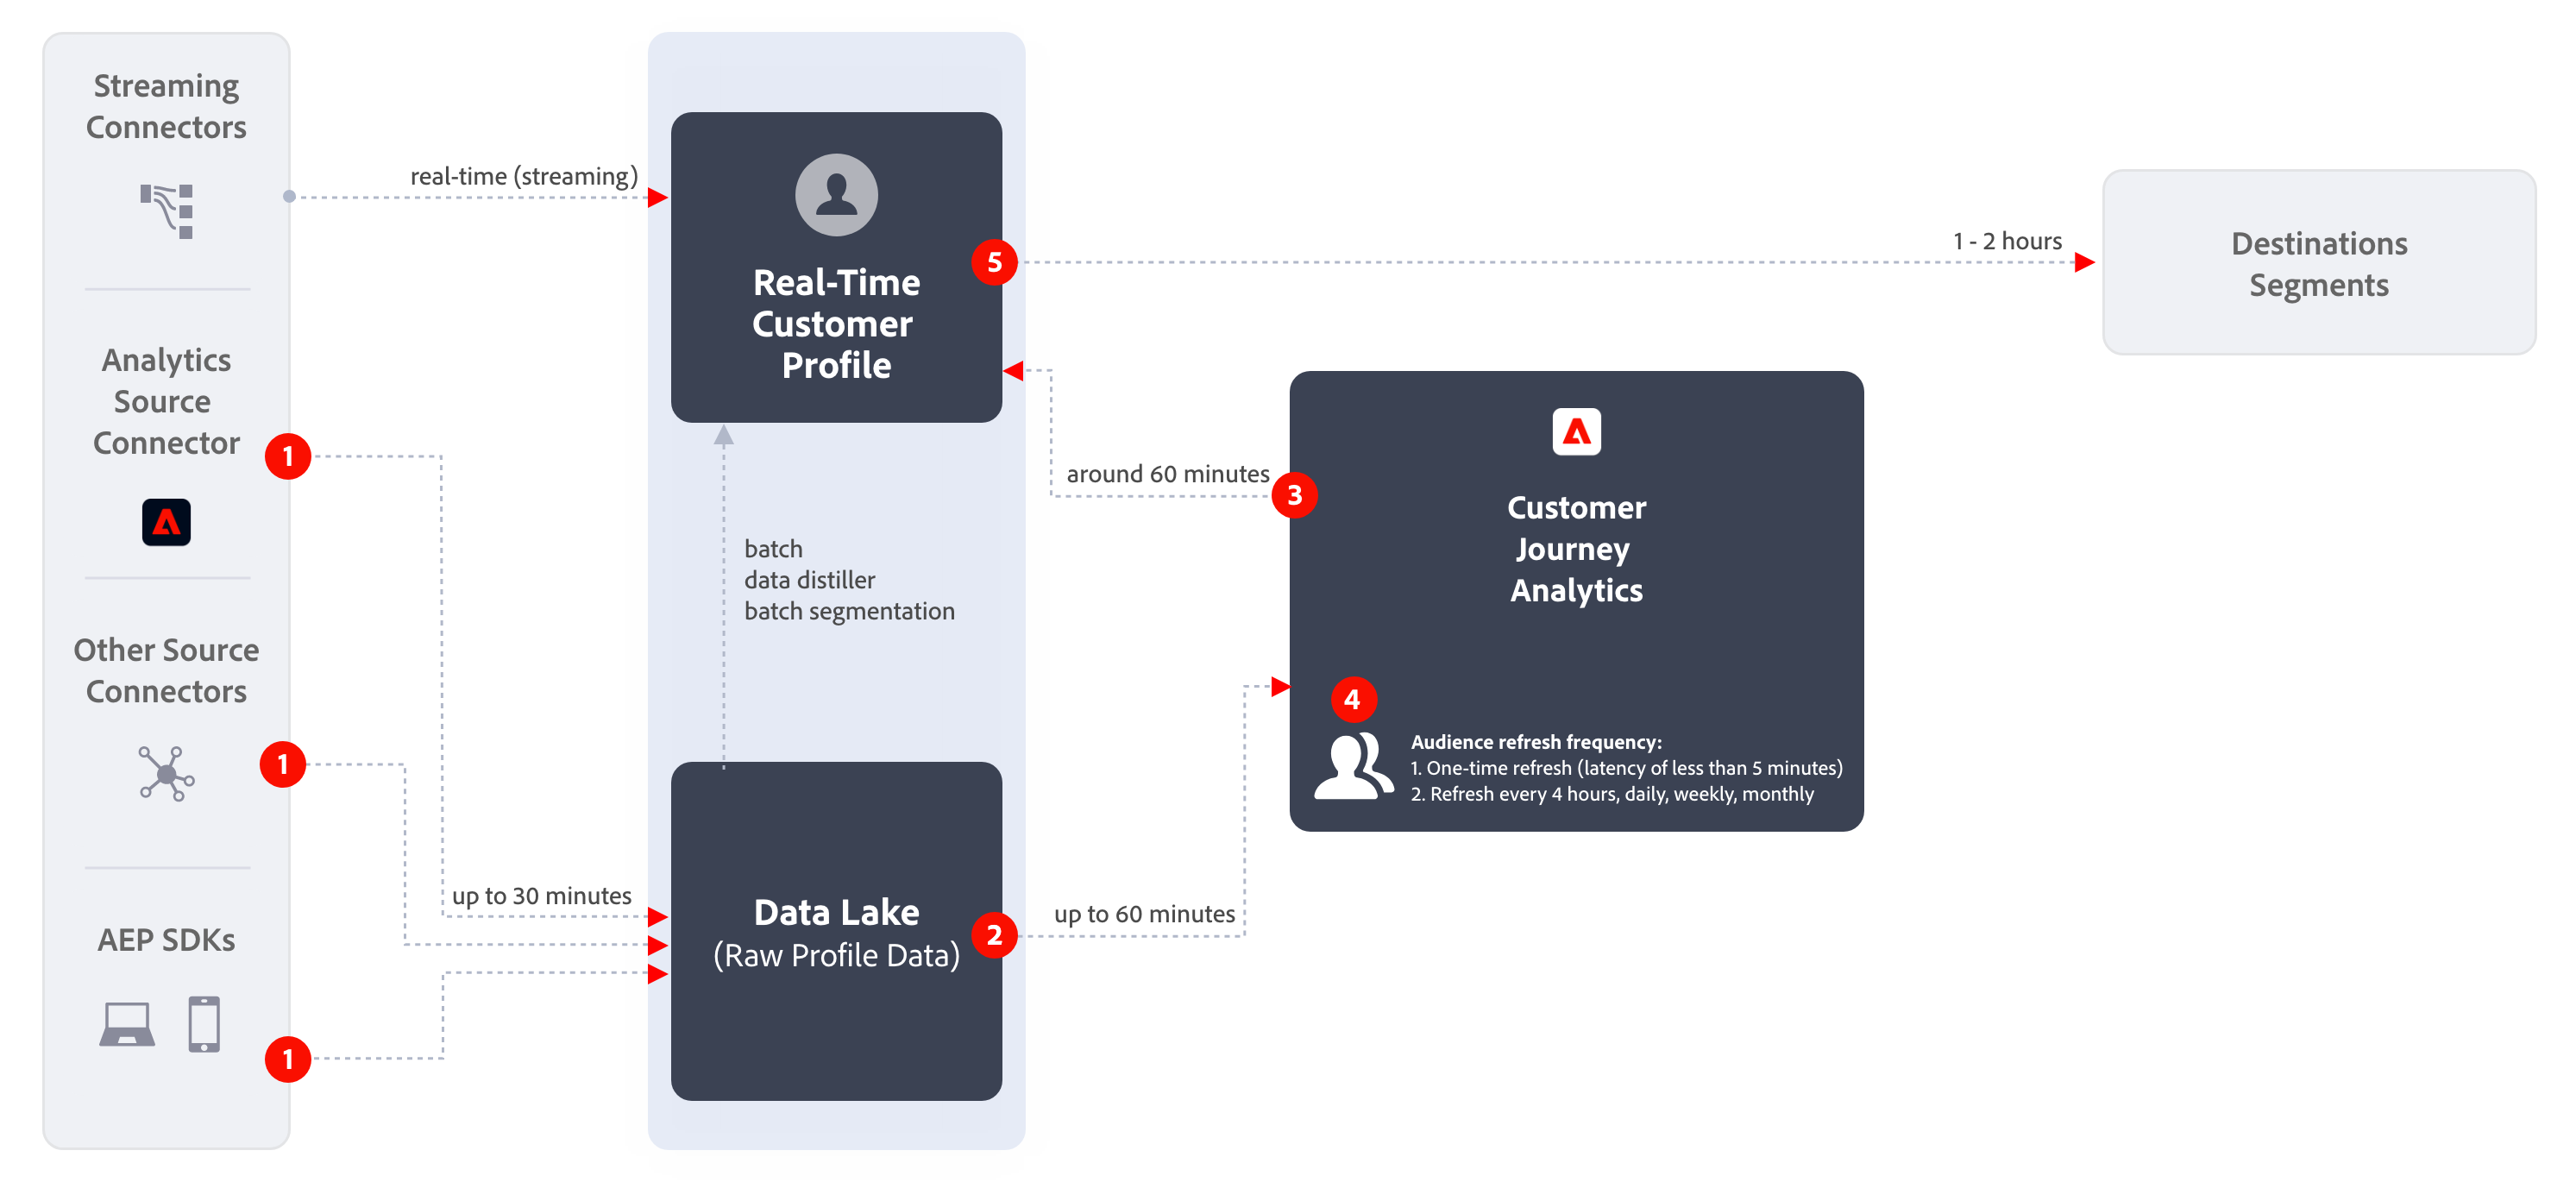 Streaming
Connectors
Analytics
Source
Connector
1
Other Source
Connectors
1
AEP SDKs
1
real-time (streaming)
up to 30 minutes
Real-Time
Customer
Profile
5
batch
data distiller
batch segmentation
Data Lake
(Raw Profile Data)
2
up to 60 minutes
around 60 minutes
3
Customer
Journey
Analytics
4
Audience refresh frequency:
1. One-time refresh (latency of less than 5 minutes)
2. Refresh every 4 hours, daily, weekly, monthly
1 - 2 hours
Destinations
Segments